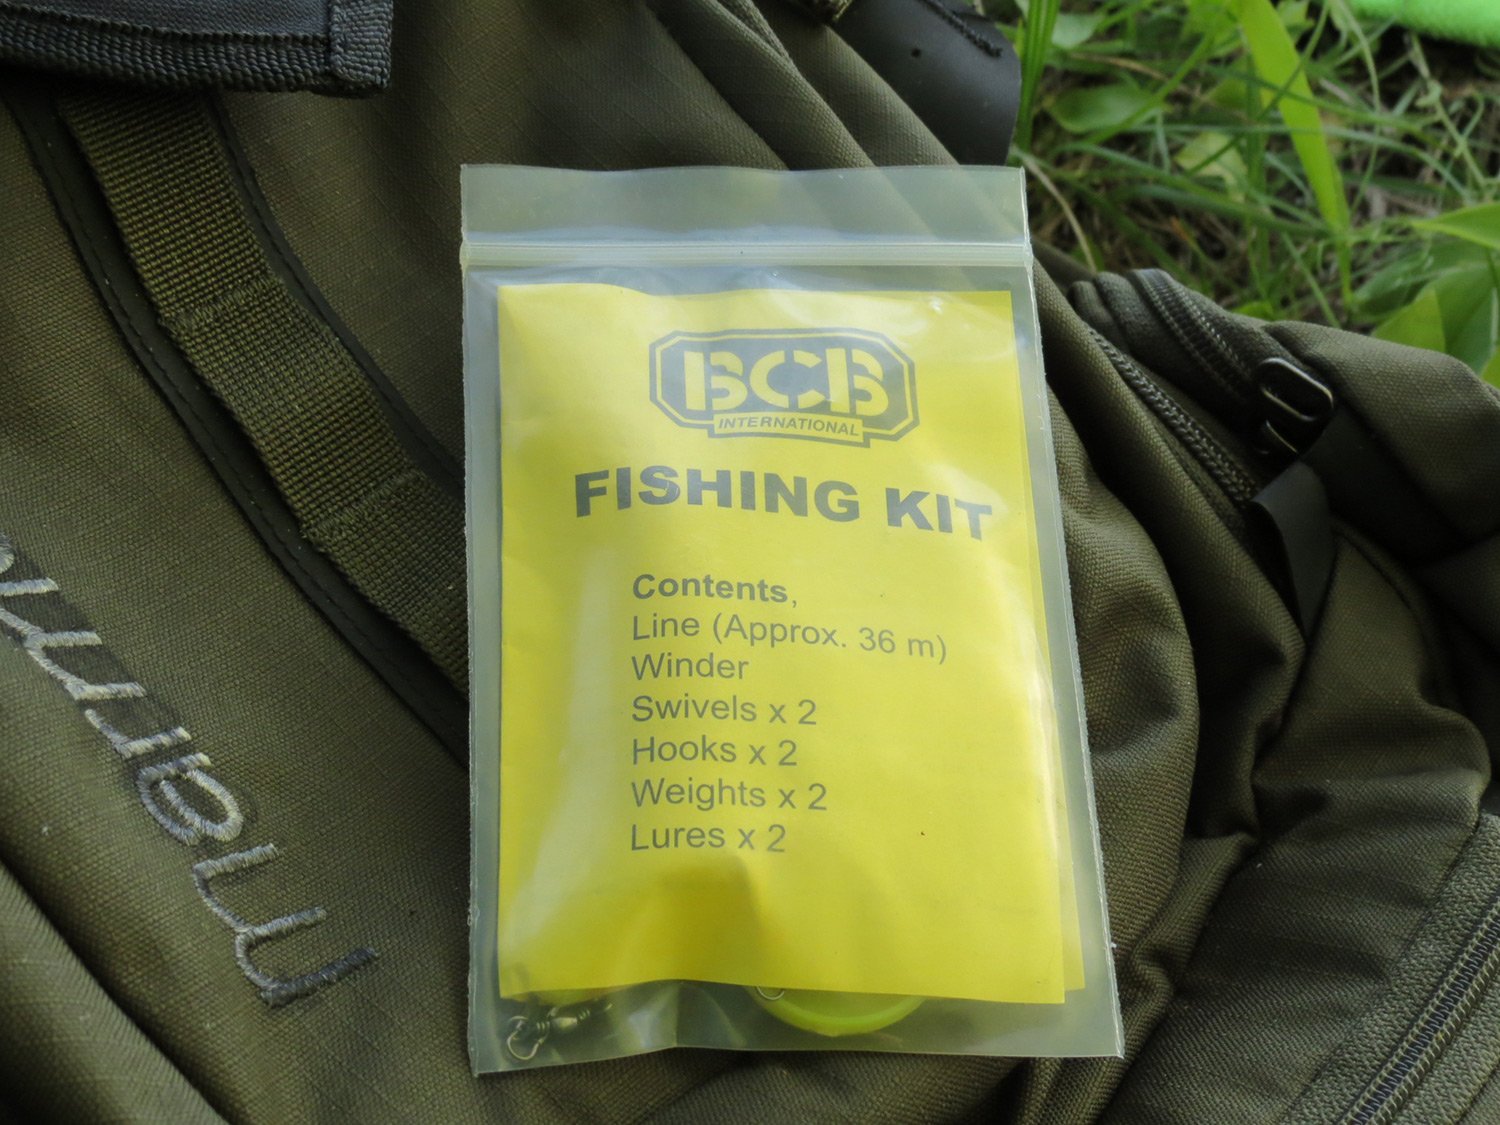 BCB
INTERNATIONAL
FISHING KIT
Contents,
Line (Approx. 36 m)
Winder
Swivels x 2
Hooks x 2
Weights x 2
Lures x 2